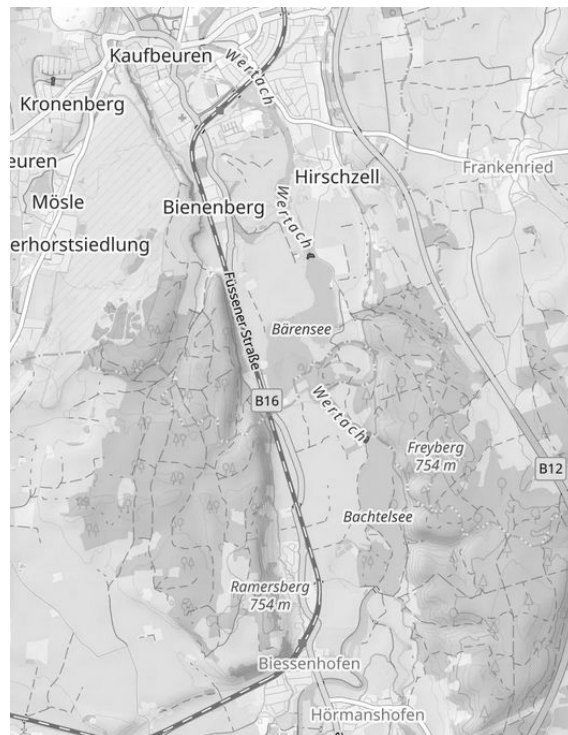 Kaufbeuren
Wertach
Kronenberg
Frankenried
euren
Hirschzell
Mösle
Bienenberg
Wertach
erhorstsiedlung
Füssener Straße
Bärensee
B16
Wertach
Freyberg
754 m
B12
Bachtelsee
Ramersberg
754 m
Biessenhofen
Hörmanshofen